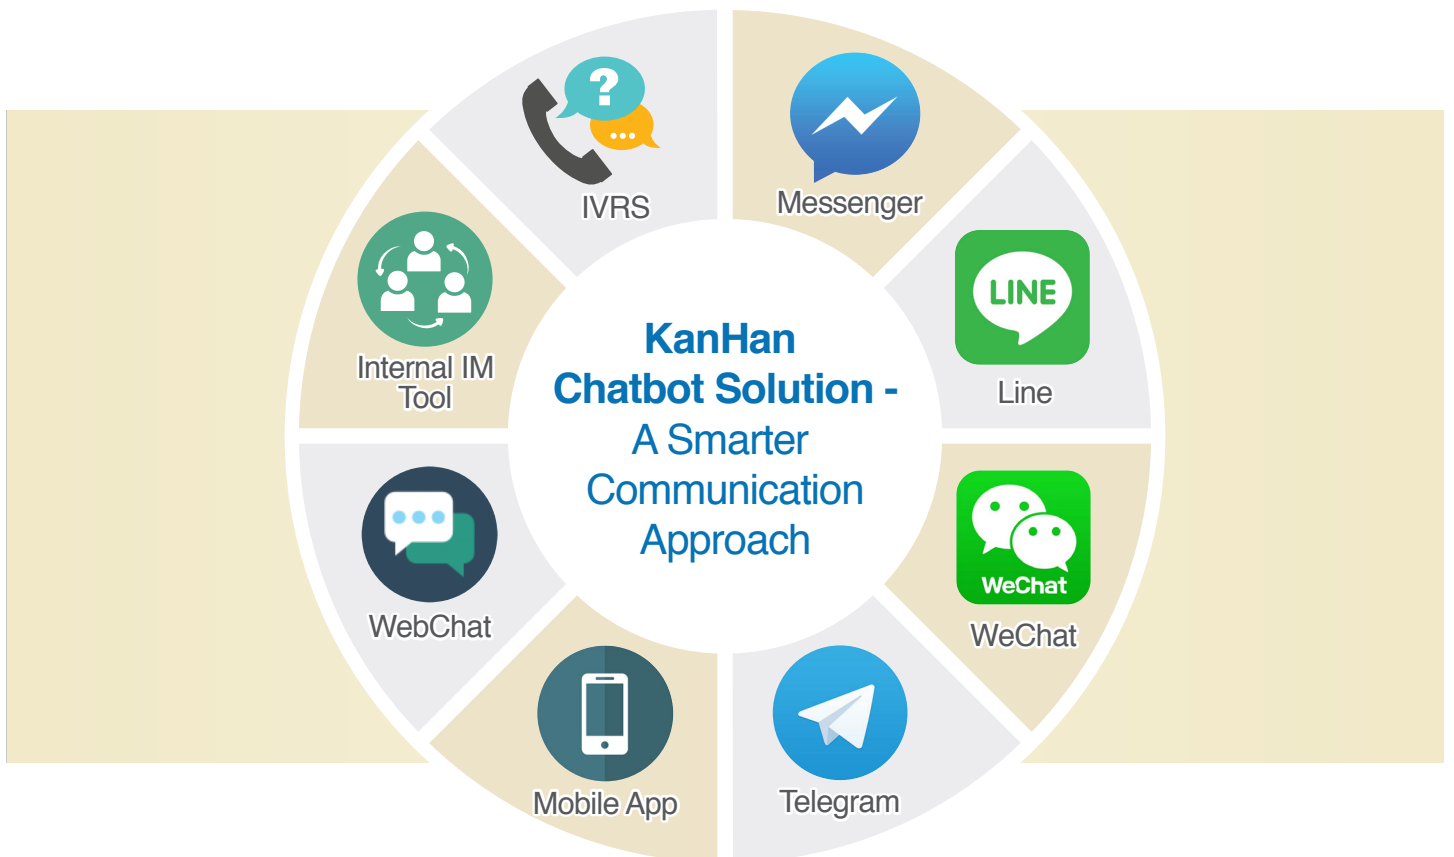 IVRS
Messenger
LINE
Line
WeChat
WeChat
Telegram
Mobile App
WebChat
Internal IM
Tool
KanHan
Chatbot Solution -
A Smarter
Communication
Approach